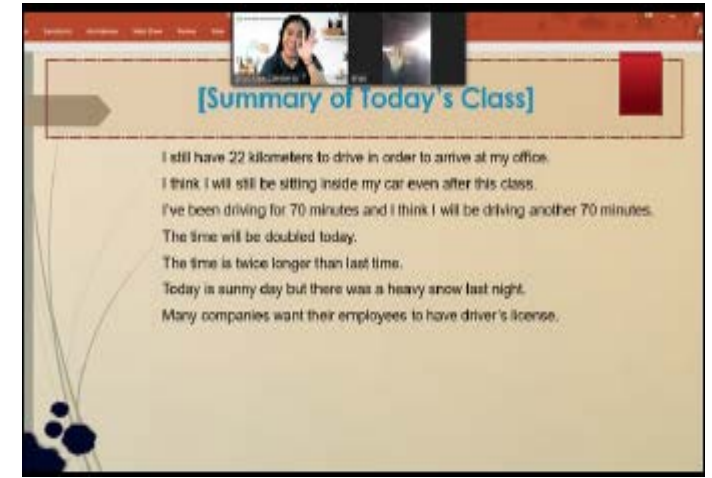 [Summary of Today's Class]
I still have 22 kilometers to drive in order to arrive at my office.
I think I will still be sitting inside my car even after this class.
I've been driving for 70 minutes and I think I will be driving another 70 minutes.
The time will be doubled today.
The time is twice longer than last time.
Today is sunny day but there was a heavy snow last night.
Many companies want their employees to have driver's license.